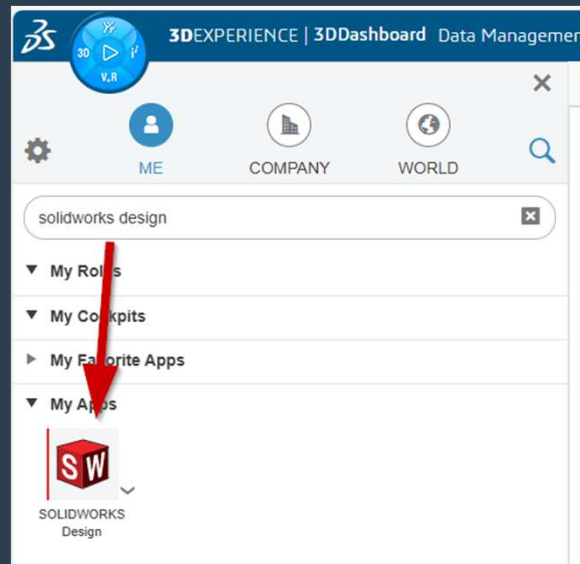 3DEXPERIENCE | 3DDashboard Data Managemen
3D
V.R
ME
COMPANY
WORLD
solidworks design
My Roles
My Cockpits
My Favorite Apps
My Apps
SW
SOLIDWORKS
Design